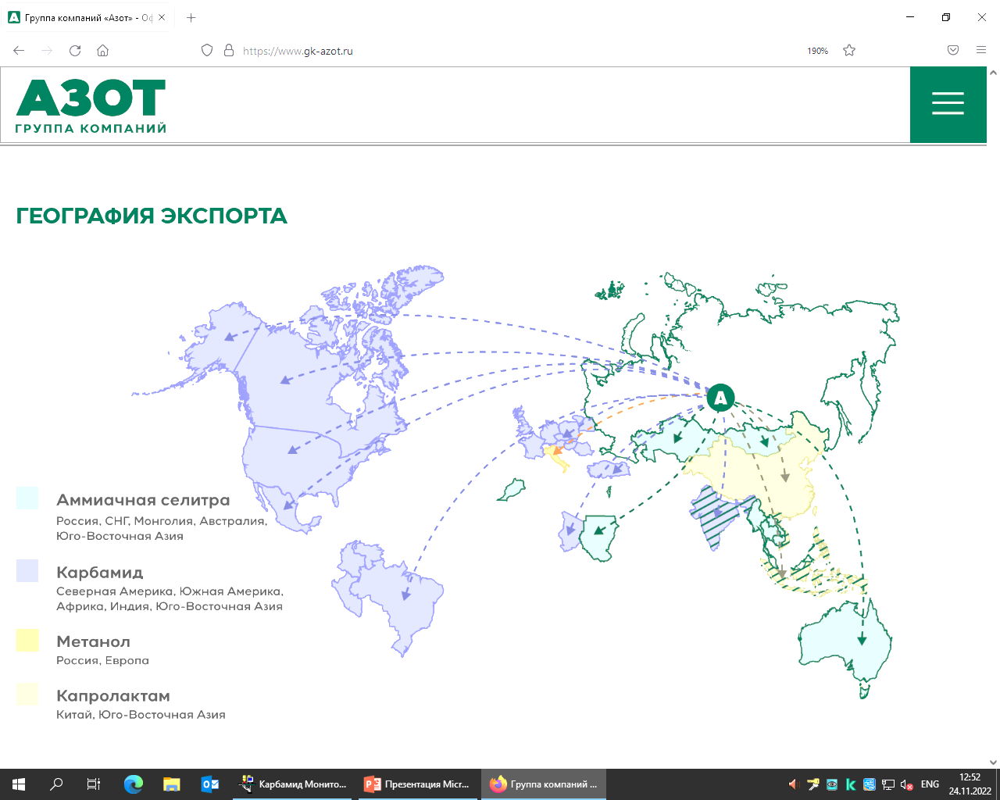 Группа компаний «Азот» - Оф
https://www.gk-azot.ru
190%
АЗОТ
ГРУППА КОМПАНИЙ
ГЕОГРАФИЯ ЭКСПОРТА
А
Аммиачная селитра
Россия, СНГ, Монголия, Австралия,
Юго-Восточная Азия
Карбамид
Северная Америка, Южная Америка,
Африка, Индия, Юго-Восточная Азия
Метанол
Россия, Европа
Капролактам
Китай, Юго-Восточная Азия
Карбамид Монито...
Презентация Micr...
Группа компаний ...
ENG
12:52
24.11.2022